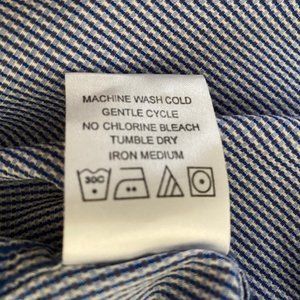 MACHINE WASH COLD
GENTLE CYCLE
NO CHLORINE BLEACH
TUMBLE DRY
IRON MEDIUM
30C